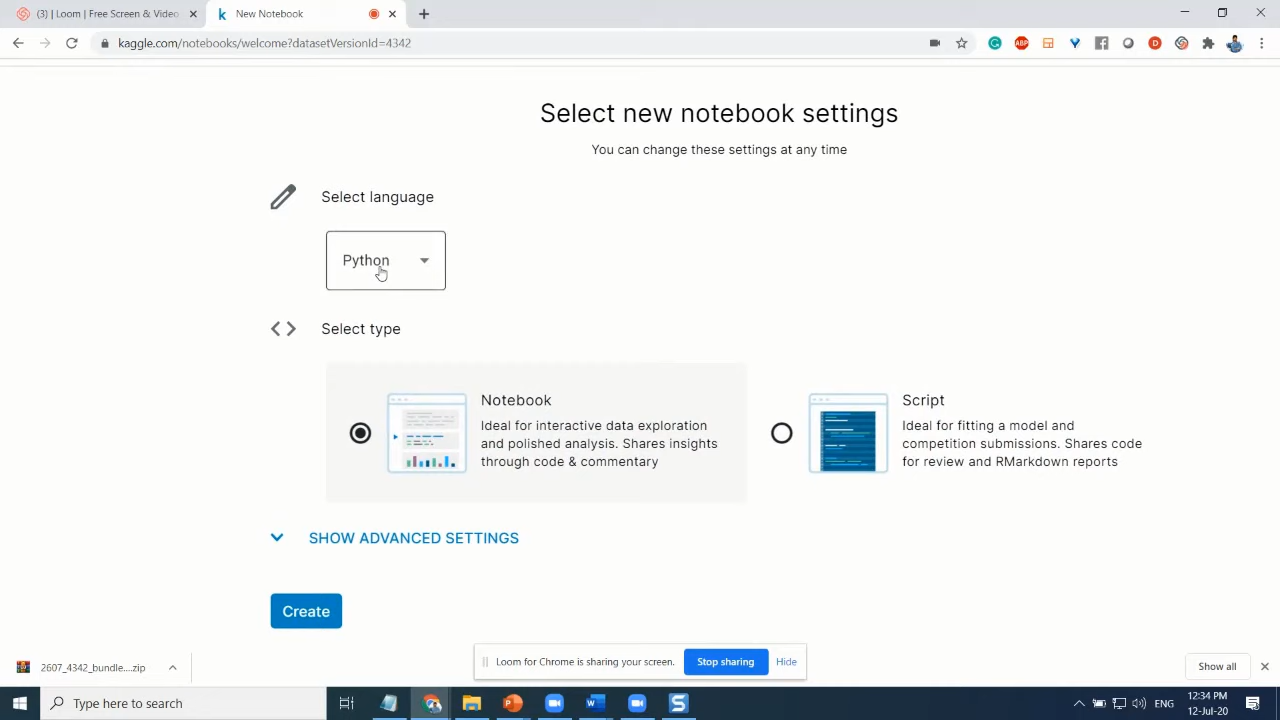 (3) | Loom | Free Screen & Video
New Notebook
kaggle.com/notebooks/welcome?datasetVersionId=4342
ABP
D
Select new notebook settings
You can change these settings at any time
Select language
Python
Select type
Notebook
Ideal for interactive data exploration
and polished analysis. Shares insights
through code & commentary
Script
Ideal for fitting a model and
competition submissions. Shares code
for review and RMarkdown reports
SHOW ADVANCED SETTINGS
Create
2607_4342_bundle....zip
Loom for Chrome is sharing your screen.
Stop sharing
Hide
Show all
Type here to search
ENG
12:34 PM
12-Jul-20